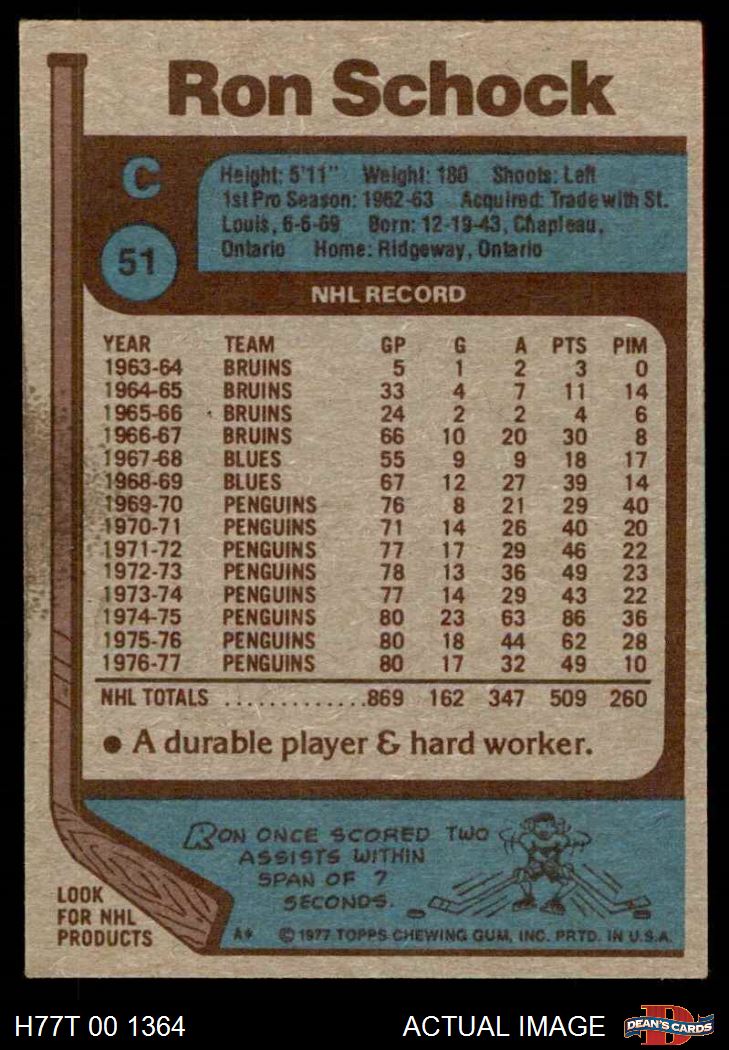 Ron Schock
C
51
Height: 5'11" Weight: 180 Shoots: Left
1st Pro Season: 1962-63 Acquired: Trade with St.
Louis, 6-6-69 Born: 12-19-43, Chapleau,
Ontario Home: Ridgeway, Ontario
NHL RECORD
YEAR TEAM GP G A PTS PIM
1963-64 BRUINS 5 1 2 3 0
1964-65 BRUINS 33 4 7 11 14
1965-66 BRUINS 24 2 2 4 6
1966-67 BRUINS 66 10 20 30 8
1967-68 BLUES 55 9 9 18 17
1968-69 BLUES 67 12 27 39 14
1969-70 PENGUINS 76 8 21 29 40
1970-71 PENGUINS 71 14 26 40 20
1971-72 PENGUINS 77 17 29 46 22
1972-73 PENGUINS 78 13 36 49 23
1973-74 PENGUINS 77 14 29 43 22
1974-75 PENGUINS 80 23 63 86 36
1975-76 PENGUINS 80 18 44 62 28
1976-77 PENGUINS 80 17 32 49 10
NHL TOTALS .............869 162 347 509 260
● A durable player & hard worker.
RON ONCE SCORED TWO
ASSISTS WITHIN
SPAN OF 7
SECONDS.
LOOK
FOR NHL
PRODUCTS
A* © 1977 TOPPS CHEWING GUM, INC. PRTD. IN U.S.A.
H77T 00 1364 ACTUAL IMAGE
D
DEAN'S CARDS